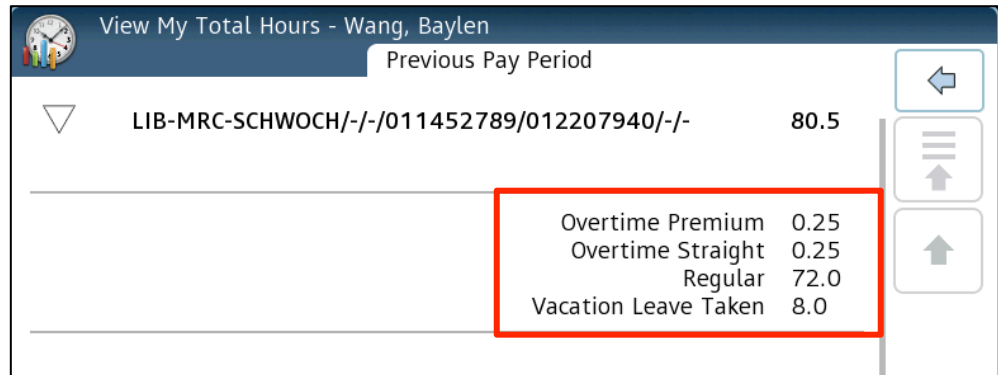 View My Total Hours - Wang, Baylen
Previous Pay Period
LIB-MRC-SCHWOCH/-/-/011452789/012207940/-/- 80.5
Overtime Premium 0.25
Overtime Straight 0.25
Regular 72.0
Vacation Leave Taken 8.0